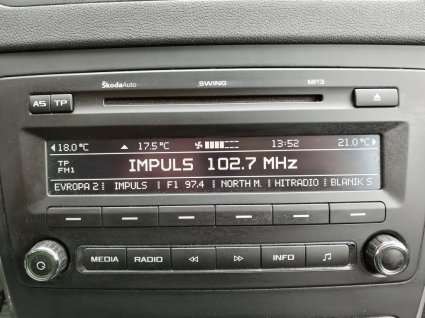 ŠkodaAuto SWING MP3
AS TP
18.0 °C 17.5 °C 13:52 21.0 °C
TP
FM1
IMPULS 102.7 MHz
EVROPA 2 IMPULS F1 97.4 NORTH M. HITRADIO BLANIK S
MEDIA RADIO INFO